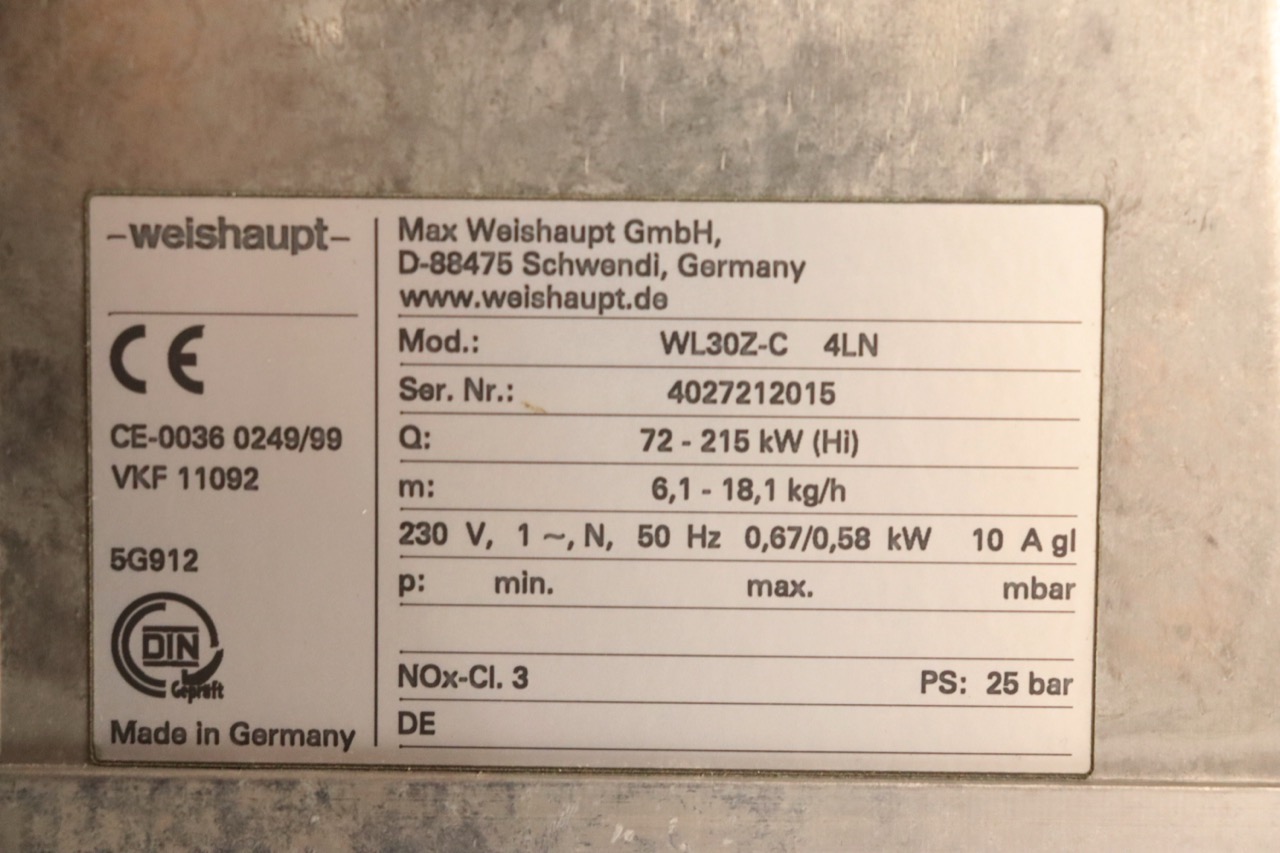 –weishaupt–
CE
CE-0036 0249/99
VKF 11092
5G912
DIN
Geprüft
Made in Germany
Max Weishaupt GmbH,
D-88475 Schwendi, Germany
www.weishaupt.de
Mod.: WL30Z-C 4LN
Ser. Nr.: 4027212015
Q: 72 - 215 kW (Hi)
m: 6,1 - 18,1 kg/h
230 V, 1 ~, N, 50 Hz 0,67/0,58 kW 10 A gl
p: min. max. mbar
NOx-Cl. 3 PS: 25 bar
DE